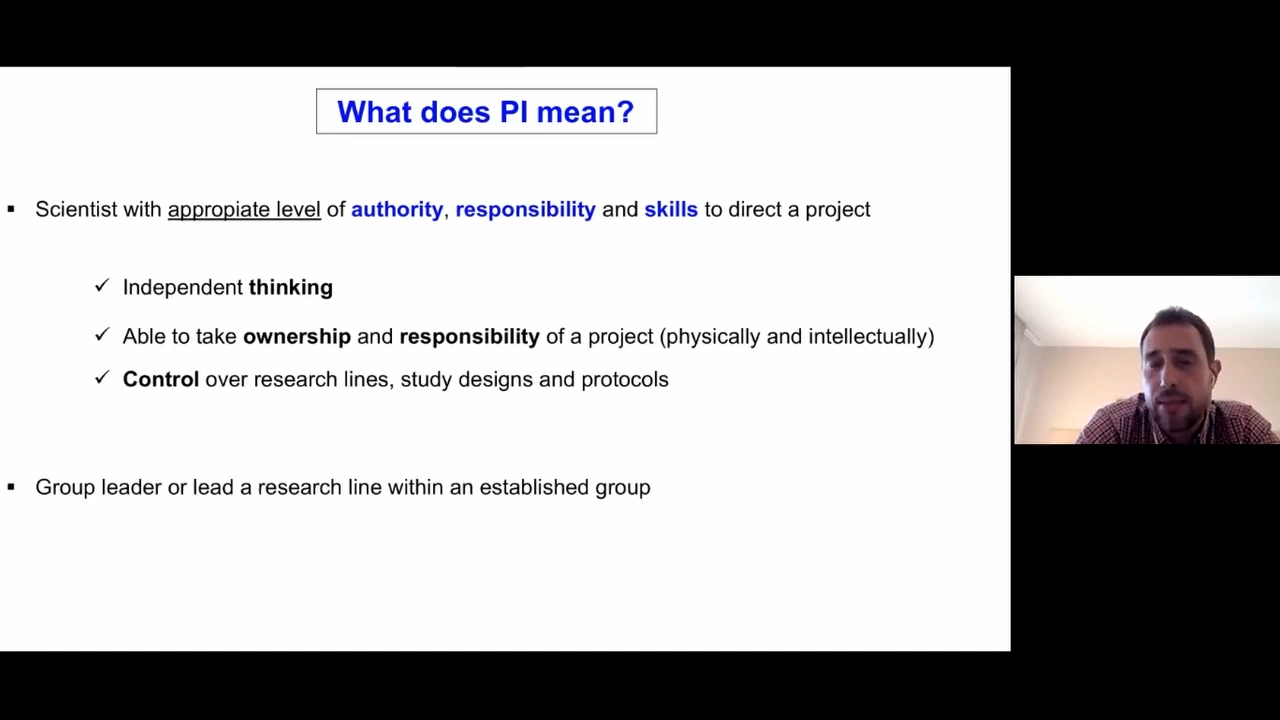 What does PI mean?
Scientist with appropiate level of authority, responsibility and skills to direct a project
Independent thinking
Able to take ownership and responsibility of a project (physically and intellectually)
Control over research lines, study designs and protocols
Group leader or lead a research line within an established group